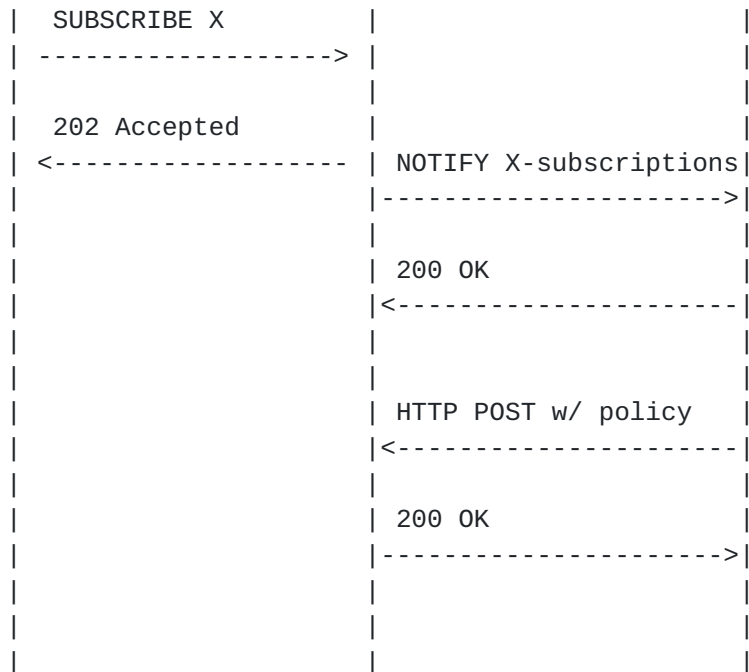 SUBSCRIBE X
------------------->
202 Accepted
<-------------------- NOTIFY X-subscriptions
---------------------->
200 OK
<----------------------
HTTP POST w/ policy
<----------------------
200 OK
---------------------->